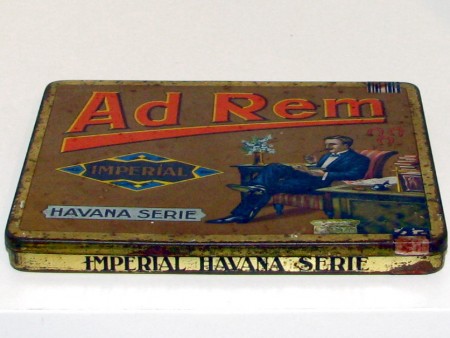 Ad Rem
IMPERIAL
HAVANA SERIE
IMPERIAL HAVANA SERIE